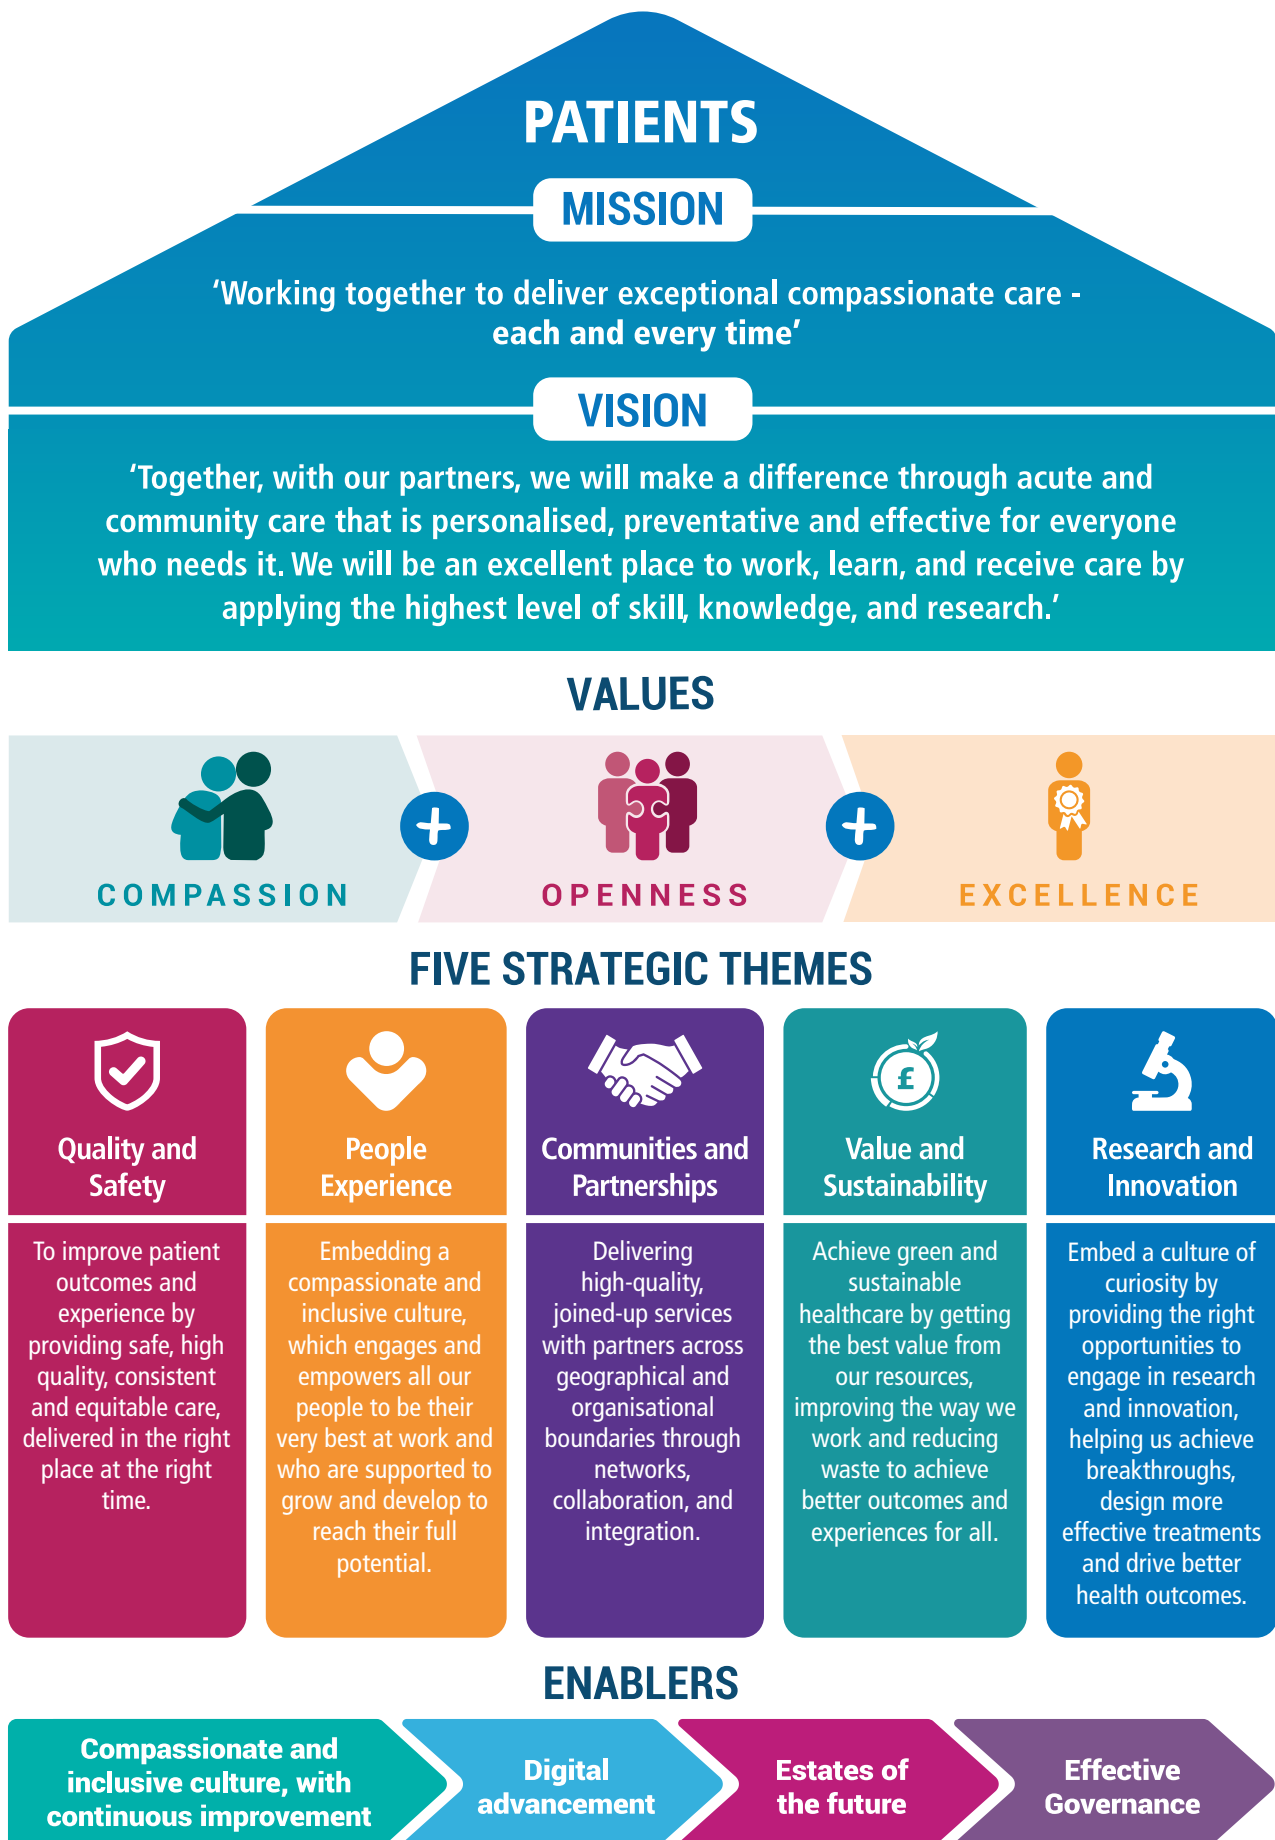 PATIENTS
MISSION
‘Working together to deliver exceptional compassionate care -
each and every time’
VISION
‘Together, with our partners, we will make a difference through acute and
community care that is personalised, preventative and effective for everyone
who needs it. We will be an excellent place to work, learn, and receive care by
applying the highest level of skill, knowledge, and research.’
VALUES
COMPASSION
+
OPENNESS
+
EXCELLENCE
FIVE STRATEGIC THEMES
Quality and
Safety
To improve patient
outcomes and
experience by
providing safe, high
quality, consistent
and equitable care,
delivered in the right
place at the right
time.
People
Experience
Embedding a
compassionate and
inclusive culture,
which engages and
empowers all our
people to be their
very best at work and
who are supported to
grow and develop to
reach their full
potential.
Communities and
Partnerships
Delivering
high-quality,
joined-up services
with partners across
geographical and
organisational
boundaries through
networks,
collaboration, and
integration.
£
Value and
Sustainability
Achieve green and
sustainable
healthcare by getting
the best value from
our resources,
improving the way we
work and reducing
waste to achieve
better outcomes and
experiences for all.
Research and
Innovation
Embed a culture of
curiosity by
providing the right
opportunities to
engage in research
and innovation,
helping us achieve
breakthroughs,
design more
effective treatments
and drive better
health outcomes.
ENABLERS
Compassionate and
inclusive culture, with
continuous improvement
Digital
advancement
Estates of
the future
Effective
Governance